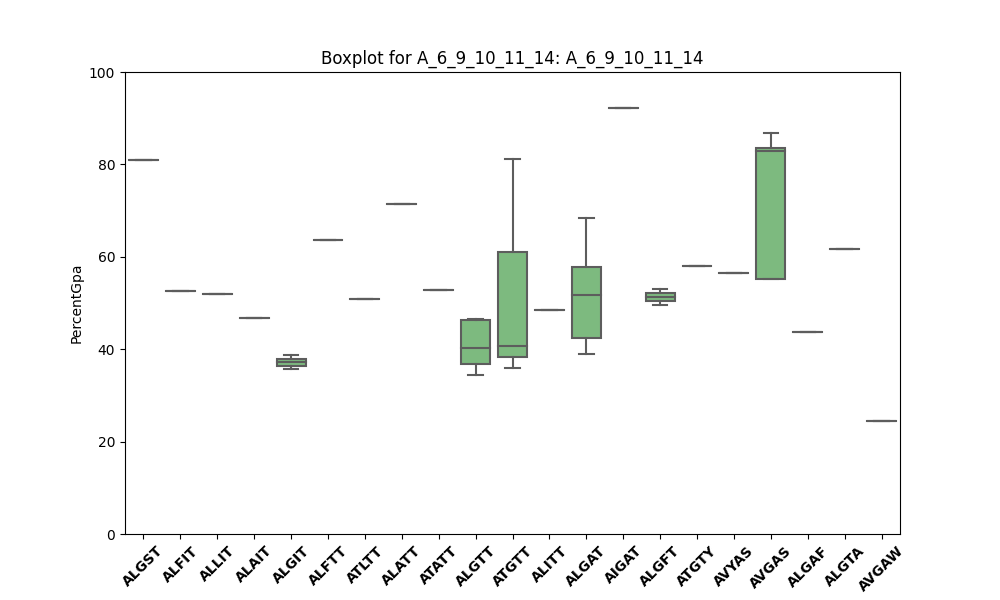 Boxplot for A_6_9_10_11_14: A_6_9_10_11_14
100
80
60
40
20
0
PercentGpa
ALGST
ALFIT
ALLIT
ALAIT
ALGIT
ALFTT
ATLTT
ALATT
ATATT
ALGTT
ATGTT
ALITT
ALGAT
AIGAT
ALGFT
ATGTY
AVYAS
AVGAS
ALGAF
ALGTA
AVGAW